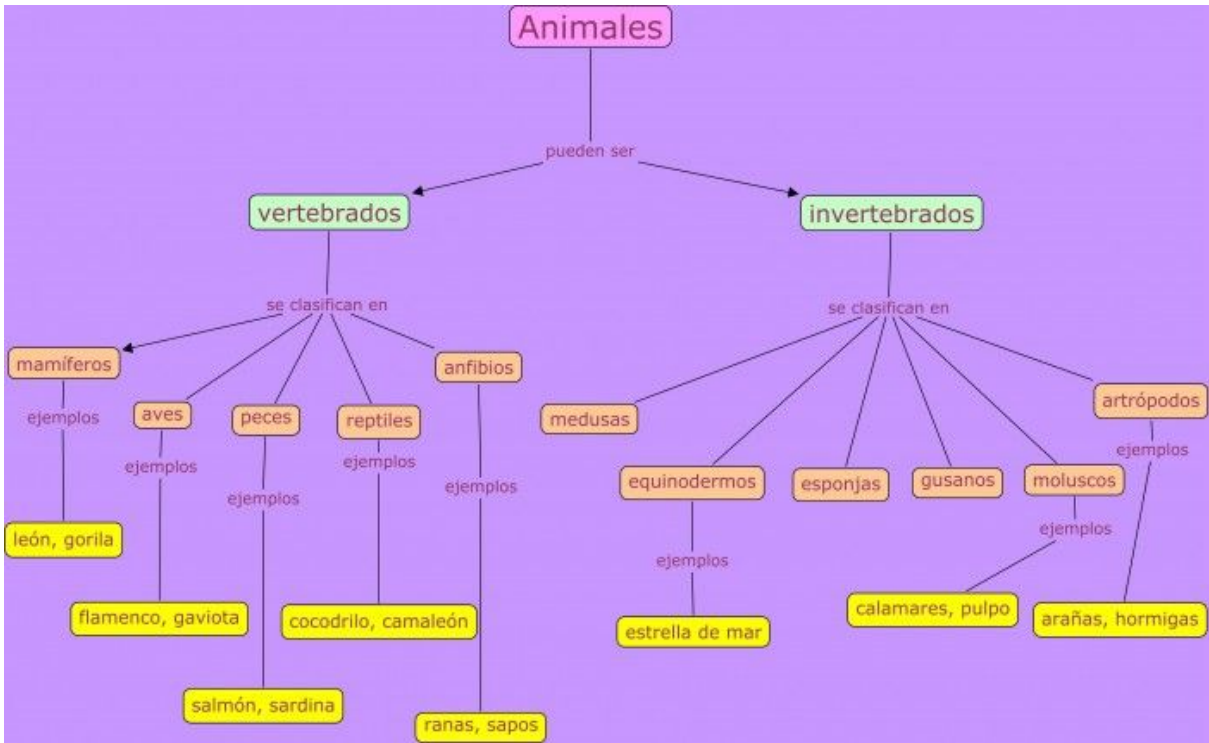 Animales
pueden ser
vertebrados
invertebrados
se clasifican en
se clasifican en
mamíferos
anfibios
ejemplos
aves
peces
reptiles
medusas
artrópodos
ejemplos
ejemplos
ejemplos
ejemplos
ejemplos
equinodermos
esponjas
gusanos
moluscos
león, gorila
ejemplos
ejemplos
flamenco, gaviota
cocodrilo, camaleón
estrella de mar
calamares, pulpo
arañas, hormigas
salmón, sardina
ranas, sapos